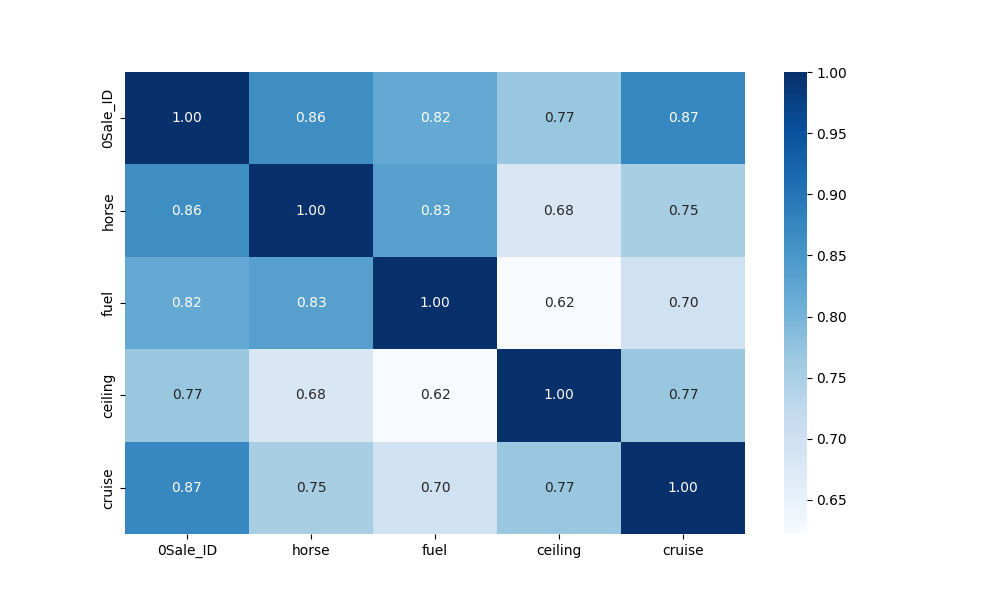 0Sale_ID 1.00 0.86 0.82 0.77 0.87
horse 0.86 1.00 0.83 0.68 0.75
fuel 0.82 0.83 1.00 0.62 0.70
ceiling 0.77 0.68 0.62 1.00 0.77
cruise 0.87 0.75 0.70 0.77 1.00
0Sale_ID horse fuel ceiling cruise
1.00
0.95
0.90
0.85
0.80
0.75
0.70
0.65